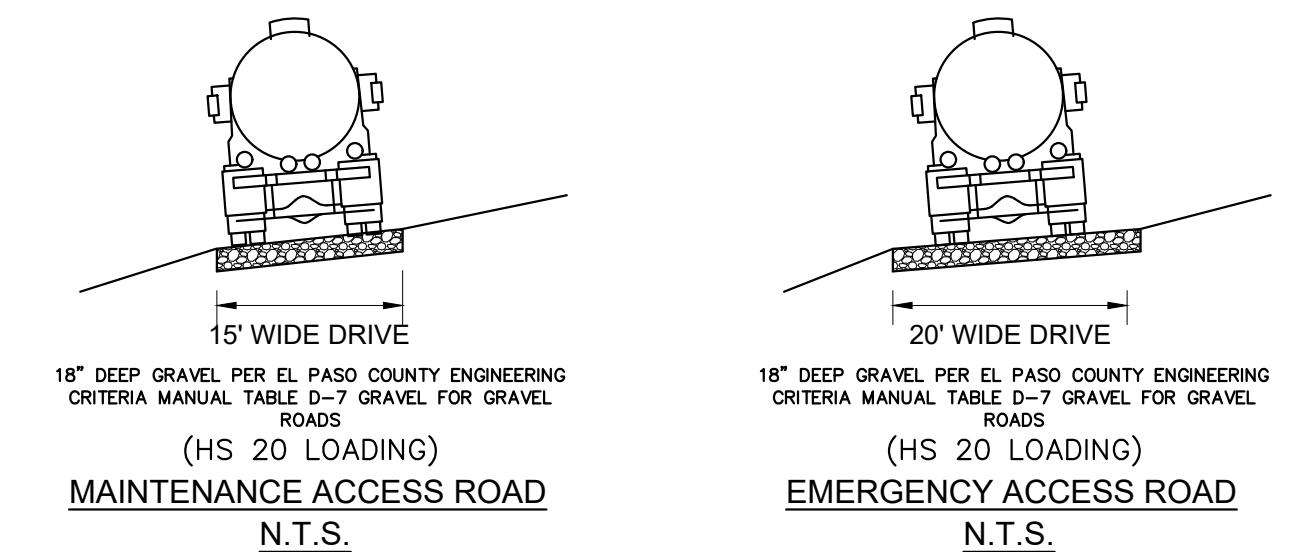 15' WIDE DRIVE
18" DEEP GRAVEL PER EL PASO COUNTY ENGINEERING
CRITERIA MANUAL TABLE D-7 GRAVEL FOR GRAVEL
ROADS
(HS 20 LOADING)
MAINTENANCE ACCESS ROAD
N.T.S.
20' WIDE DRIVE
18" DEEP GRAVEL PER EL PASO COUNTY ENGINEERING
CRITERIA MANUAL TABLE D-7 GRAVEL FOR GRAVEL
ROADS
(HS 20 LOADING)
EMERGENCY ACCESS ROAD
N.T.S.